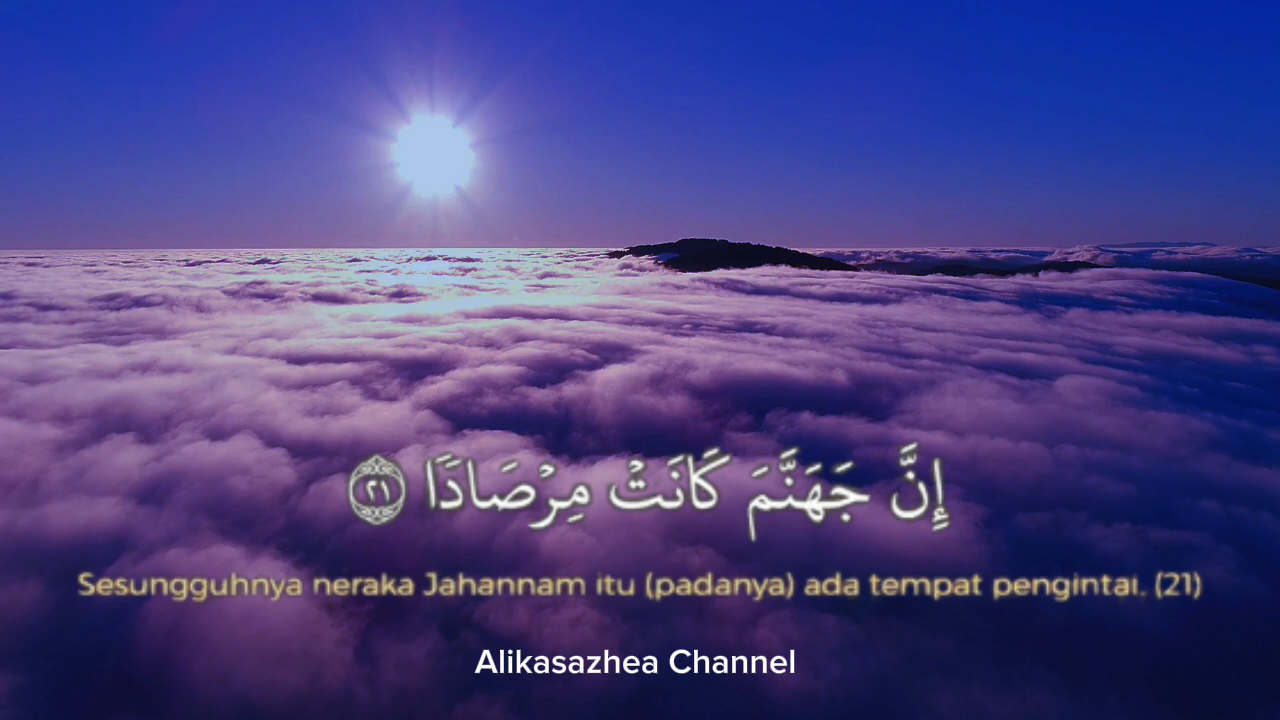 إِنَّ جَهَنَّمَ كَانَتْ مِرْصَادًا ٢١
Sesungguhnya neraka Jahannam itu (padanya) ada tempat pengintai. (21)
Alikasazhea Channel